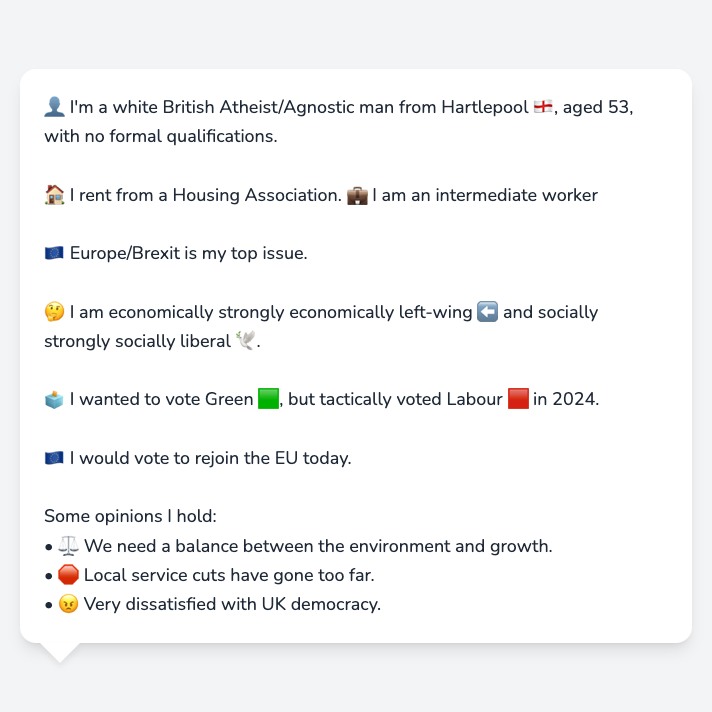 👤 I'm a white British Atheist/Agnostic man from Hartlepool 🏴󠁧󠁢󠁥󠁮󠁧󠁿, aged 53,
with no formal qualifications.
🏠 I rent from a Housing Association. 💼 I am an intermediate worker
🇪🇺 Europe/Brexit is my top issue.
🤔 I am economically strongly economically left-wing ⬅️ and socially
strongly socially liberal 🕊️.
🗳️ I wanted to vote Green 🟩, but tactically voted Labour 🟥 in 2024.
🇪🇺 I would vote to rejoin the EU today.
Some opinions I hold:
• ⚖️ We need a balance between the environment and growth.
• 🛑 Local service cuts have gone too far.
• 😠 Very dissatisfied with UK democracy.